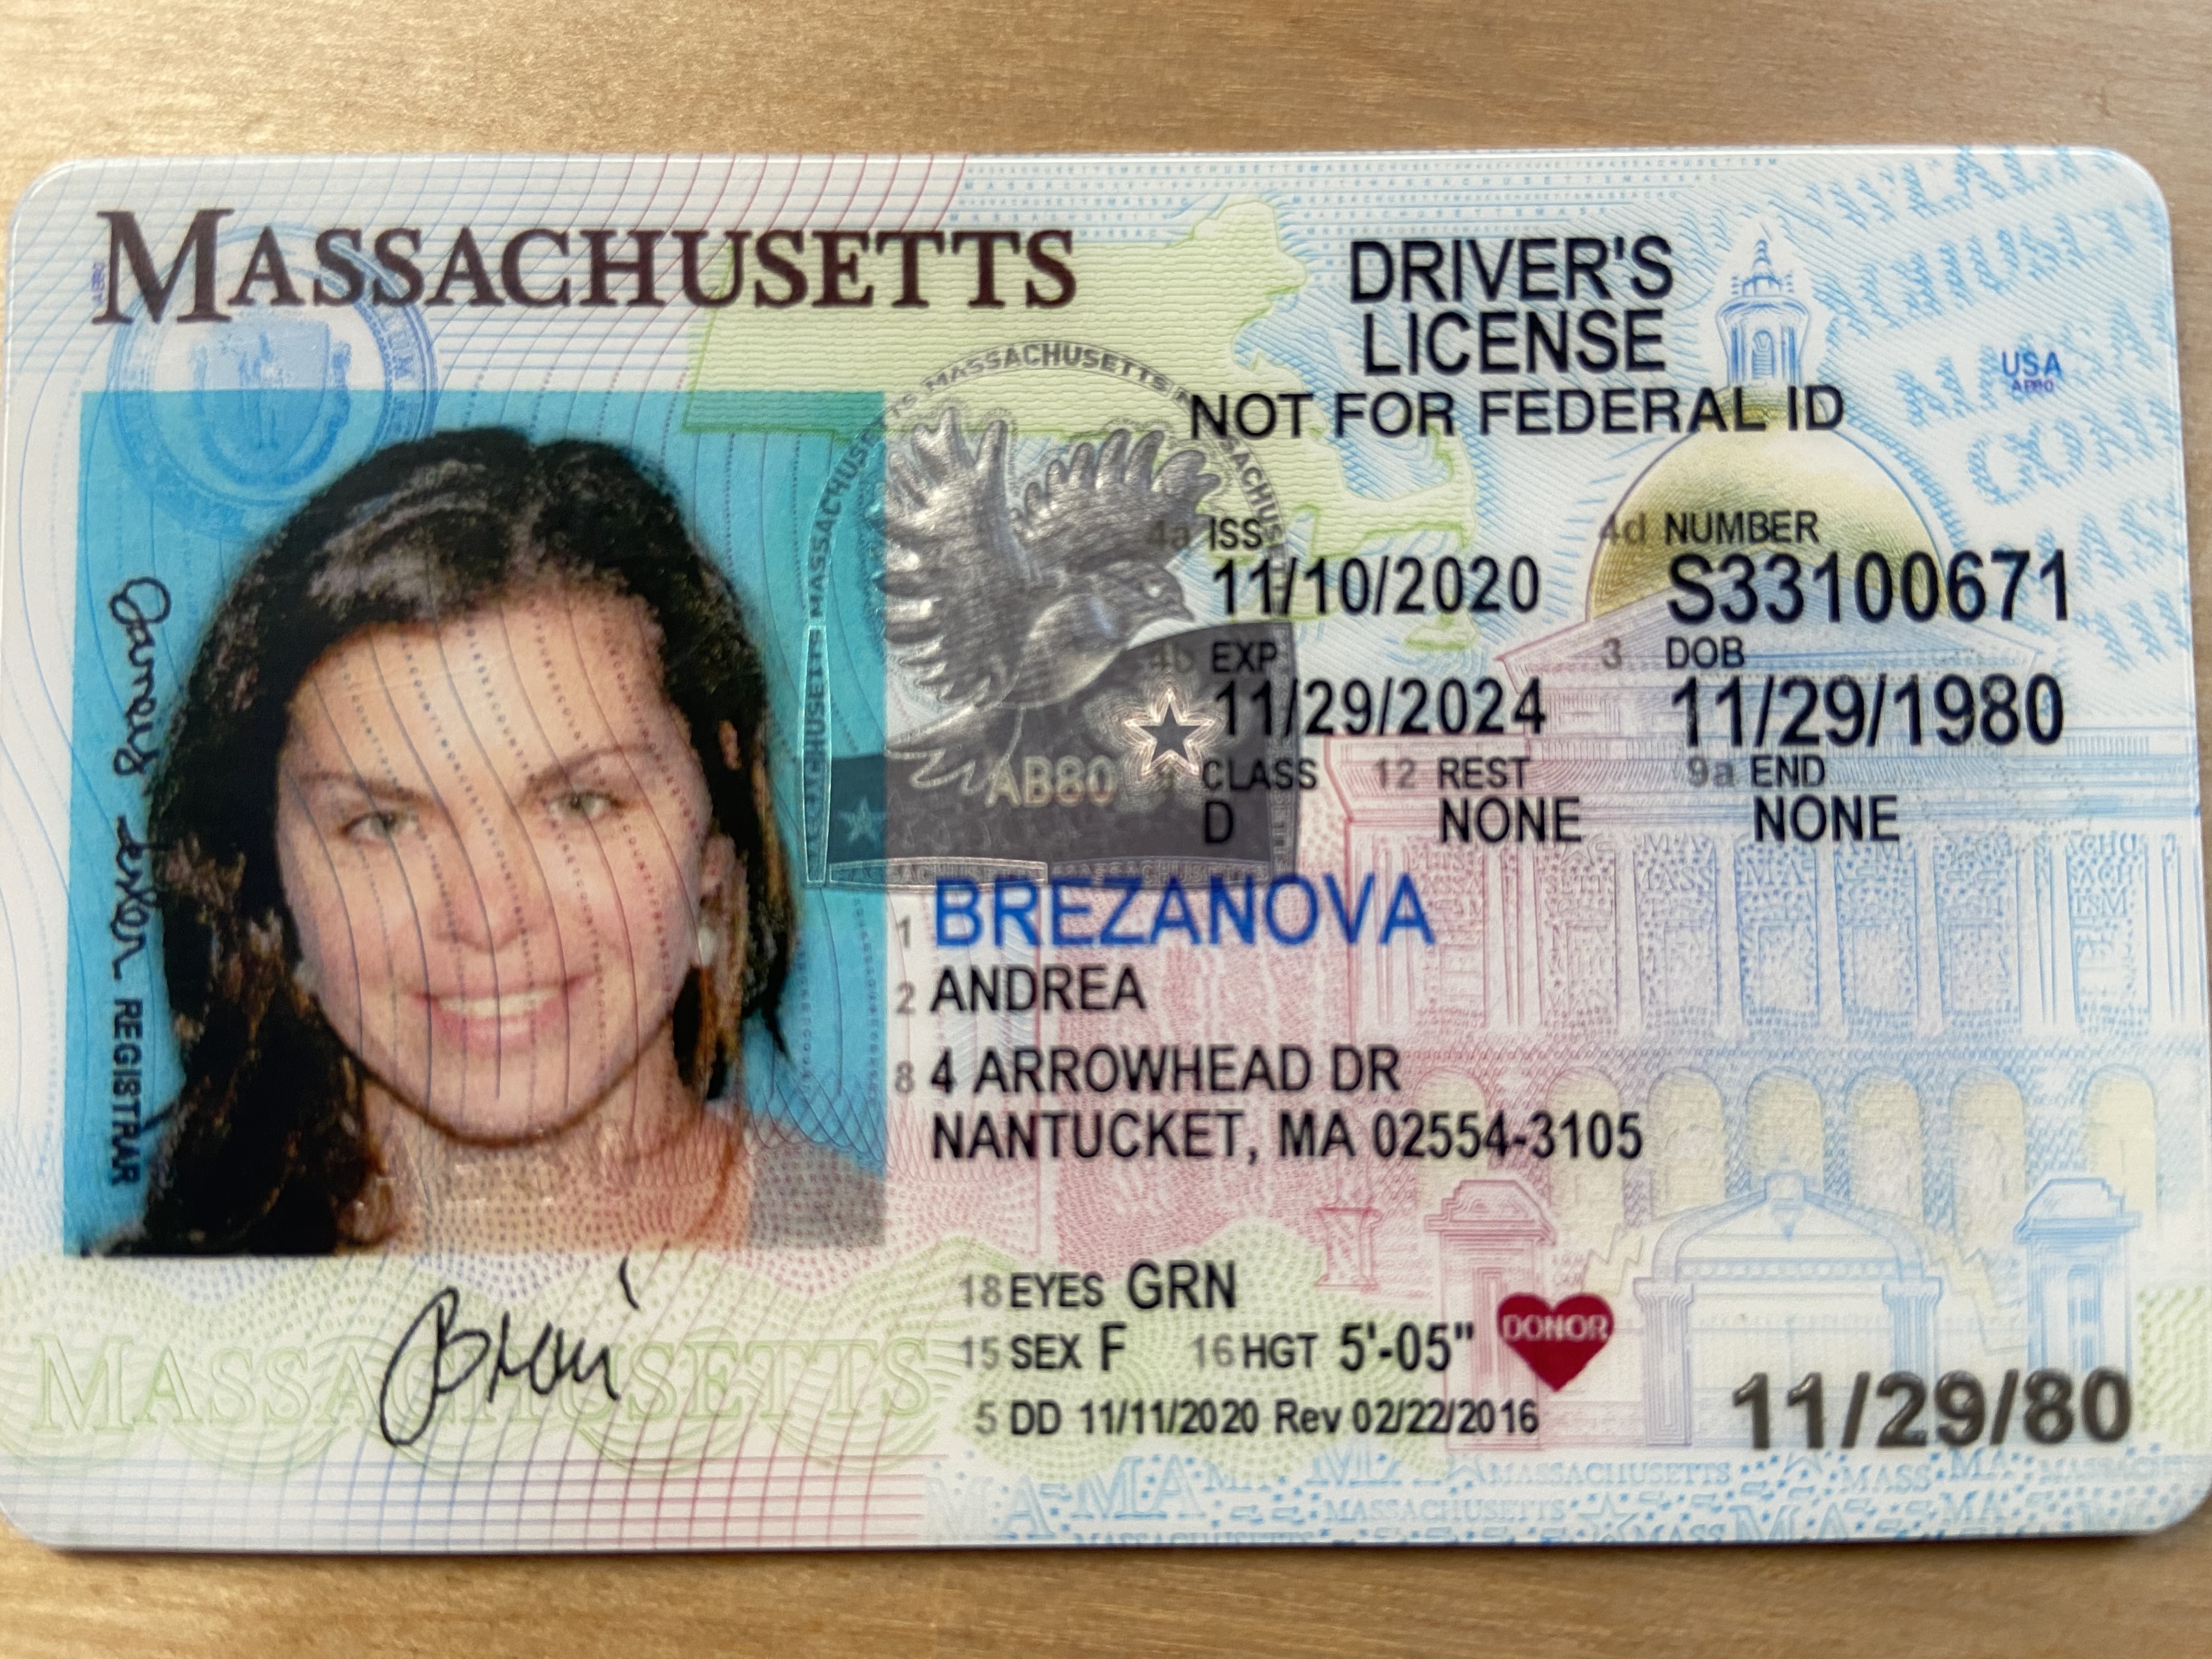 MASSACHUSETTS
DRIVER'S
LICENSE
NOT FOR FEDERAL ID
USA
AB80
4a ISS
11/10/2020
4d NUMBER
S33100671
4b EXP
11/29/2024
3 DOB
11/29/1980
9 CLASS
D
12 REST
NONE
9a END
NONE
AB80
1 BREZANOVA
2 ANDREA
8 4 ARROWHEAD DR
NANTUCKET, MA 02554-3105
18 EYES GRN
15 SEX F 16 HGT 5'-05"
DONOR
5 DD 11/11/2020 Rev 02/22/2016
11/29/80
REGISTRAR
MASSACHUSETTS